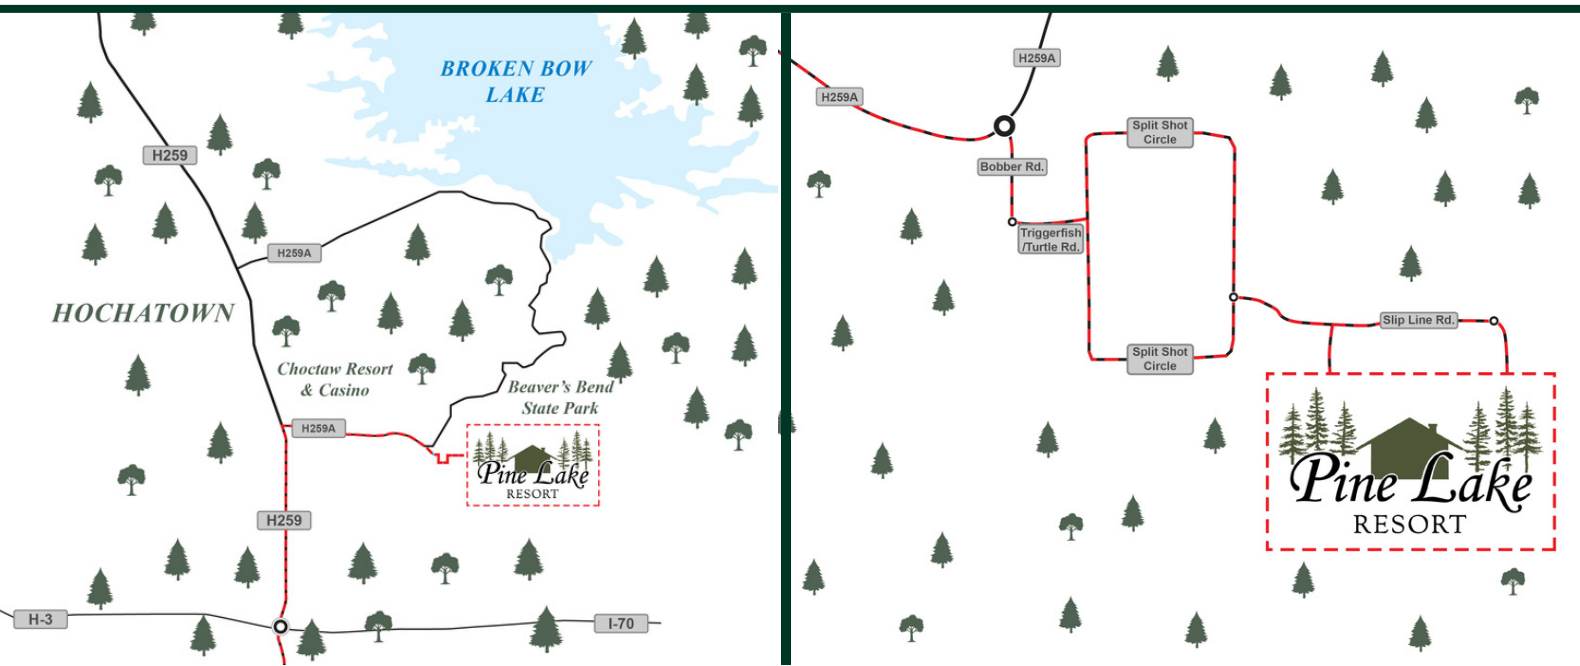 BROKEN BOW
LAKE
H259
H259A
HOCHATOWN
Choctaw Resort
& Casino
Beaver's Bend
State Park
H259A
Pine Lake
RESORT
H259
H-3
I-70
H259A
H259A
Split Shot
Circle
Bobber Rd.
Triggerfish
/Turtle Rd.
Slip Line Rd.
Split Shot
Circle
Pine Lake
RESORT